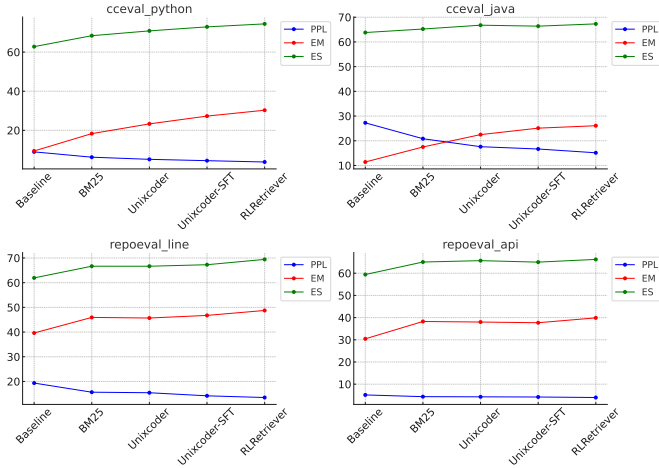 cceval_python
60
40
20
PPL
EM
ES
Baseline
BM25
Unixcoder
Unixcoder-SFT
RLRetriever
cceval_java
70
60
50
40
30
20
10
PPL
EM
ES
Baseline
BM25
Unixcoder
Unixcoder-SFT
RLRetriever
repoeval_line
70
60
50
40
30
20
PPL
EM
ES
Baseline
BM25
Unixcoder
Unixcoder-SFT
RLRetriever
repoeval_api
60
50
40
30
20
10
PPL
EM
ES
Baseline
BM25
Unixcoder
Unixcoder-SFT
RLRetriever